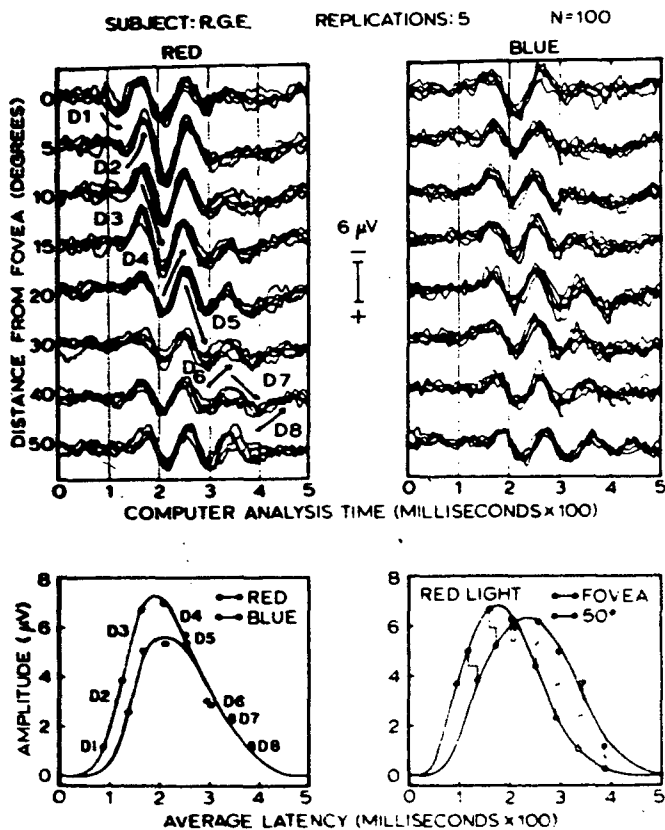 SUBJECT: R.G.E. REPLICATIONS: 5 N=100
RED BLUE
DISTANCE FROM FOVEA (DEGREES)
0
5
10
15
20
30
40
50
D1
D2
D3
D4
D5
D6
D7
D8
6 μV
−
+
0 1 2 3 4 5
0 1 2 3 4 5
COMPUTER ANALYSIS TIME (MILLISECONDS x 100)
AMPLITUDE (μV)
8
6
4
2
0
RED
BLUE
D1
D2
D3
D4
D5
D6
D7
D8
0 1 2 3 4 5
RED LIGHT
FOVEA
50°
8
6
4
2
0
0 1 2 3 4 5
AVERAGE LATENCY (MILLISECONDS x 100)